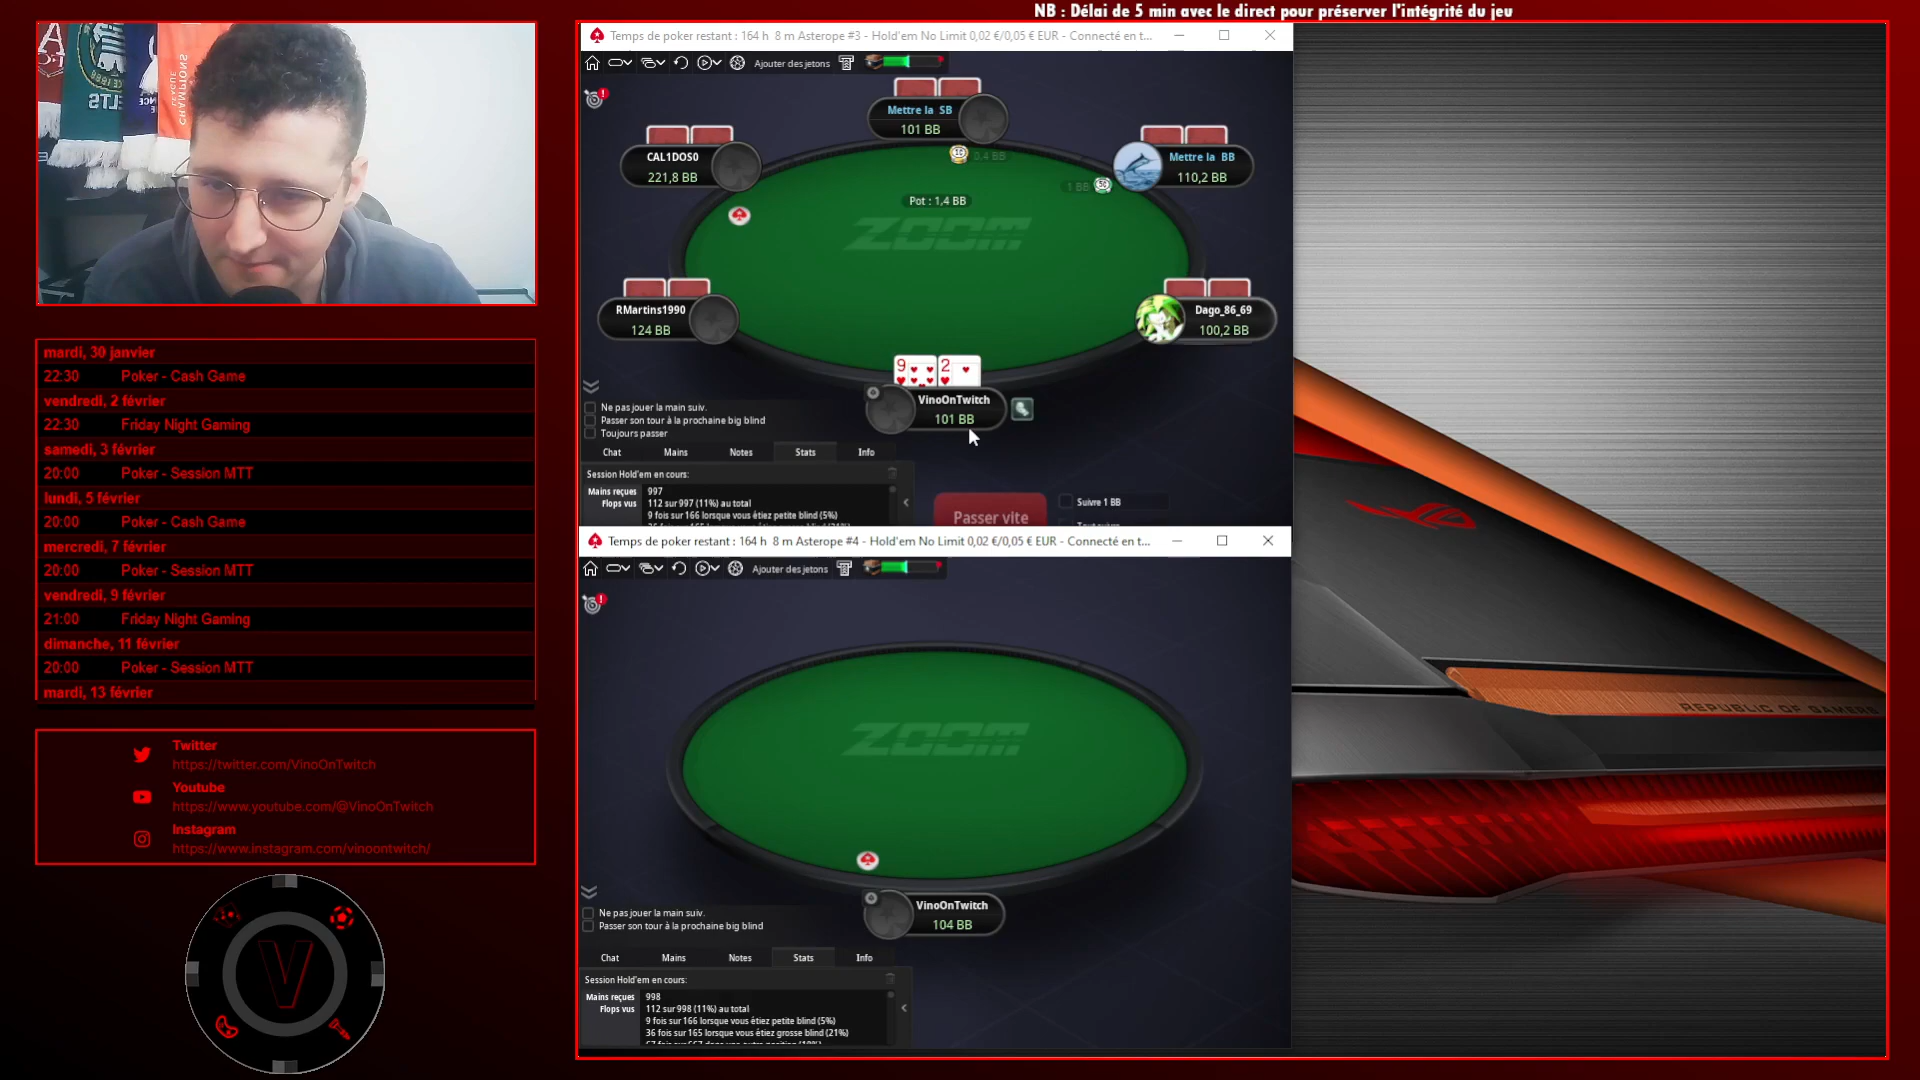 NB : Délai de 5 min avec le direct pour préserver l'intégrité du jeu
mardi, 30 janvier
22:30 Poker - Cash Game
vendredi, 2 février
22:30 Friday Night Gaming
samedi, 3 février
20:00 Poker - Session MTT
lundi, 5 février
20:00 Poker - Cash Game
mercredi, 7 février
20:00 Poker - Session MTT
vendredi, 9 février
21:00 Friday Night Gaming
dimanche, 11 février
20:00 Poker - Session MTT
mardi, 13 février
Twitter
https://twitter.com/VinoOnTwitch
Youtube
https://www.youtube.com/@VinoOnTwitch
Instagram
https://www.instagram.com/vinoontwitch/
V
Temps de poker restant : 164 h 8 m Asterope #3 - Hold'em No Limit 0,02 €/0,05 € EUR - Connecté en t...
Ajouter des jetons
Mettre la SB
101 BB
CAL1DOS0
221,8 BB
Mettre la BB
110,2 BB
0,4 BB
1 BB
Pot : 1,4 BB
ZOOM
RMartins1990
124 BB
Dago_86_69
100,2 BB
9 2
VinoOnTwitch
101 BB
Ne pas jouer la main suiv.
Passer son tour à la prochaine big blind
Toujours passer
Chat Mains Notes Stats Info
Session Hold'em en cours:
Mains reçues 997
Flops vus 112 sur 997 (11%) au total
9 fois sur 166 lorsque vous étiez petite blind (5%)
Passer vite
Suivre 1 BB
Temps de poker restant : 164 h 8 m Asterope #4 - Hold'em No Limit 0,02 €/0,05 € EUR - Connecté en t...
Ajouter des jetons
ZOOM
VinoOnTwitch
104 BB
Ne pas jouer la main suiv.
Passer son tour à la prochaine big blind
Chat Mains Notes Stats Info
Session Hold'em en cours:
Mains reçues 998
Flops vus 112 sur 998 (11%) au total
9 fois sur 166 lorsque vous étiez petite blind (5%)
36 fois sur 165 lorsque vous étiez grosse blind (21%)
REPUBLIC OF GAMERS